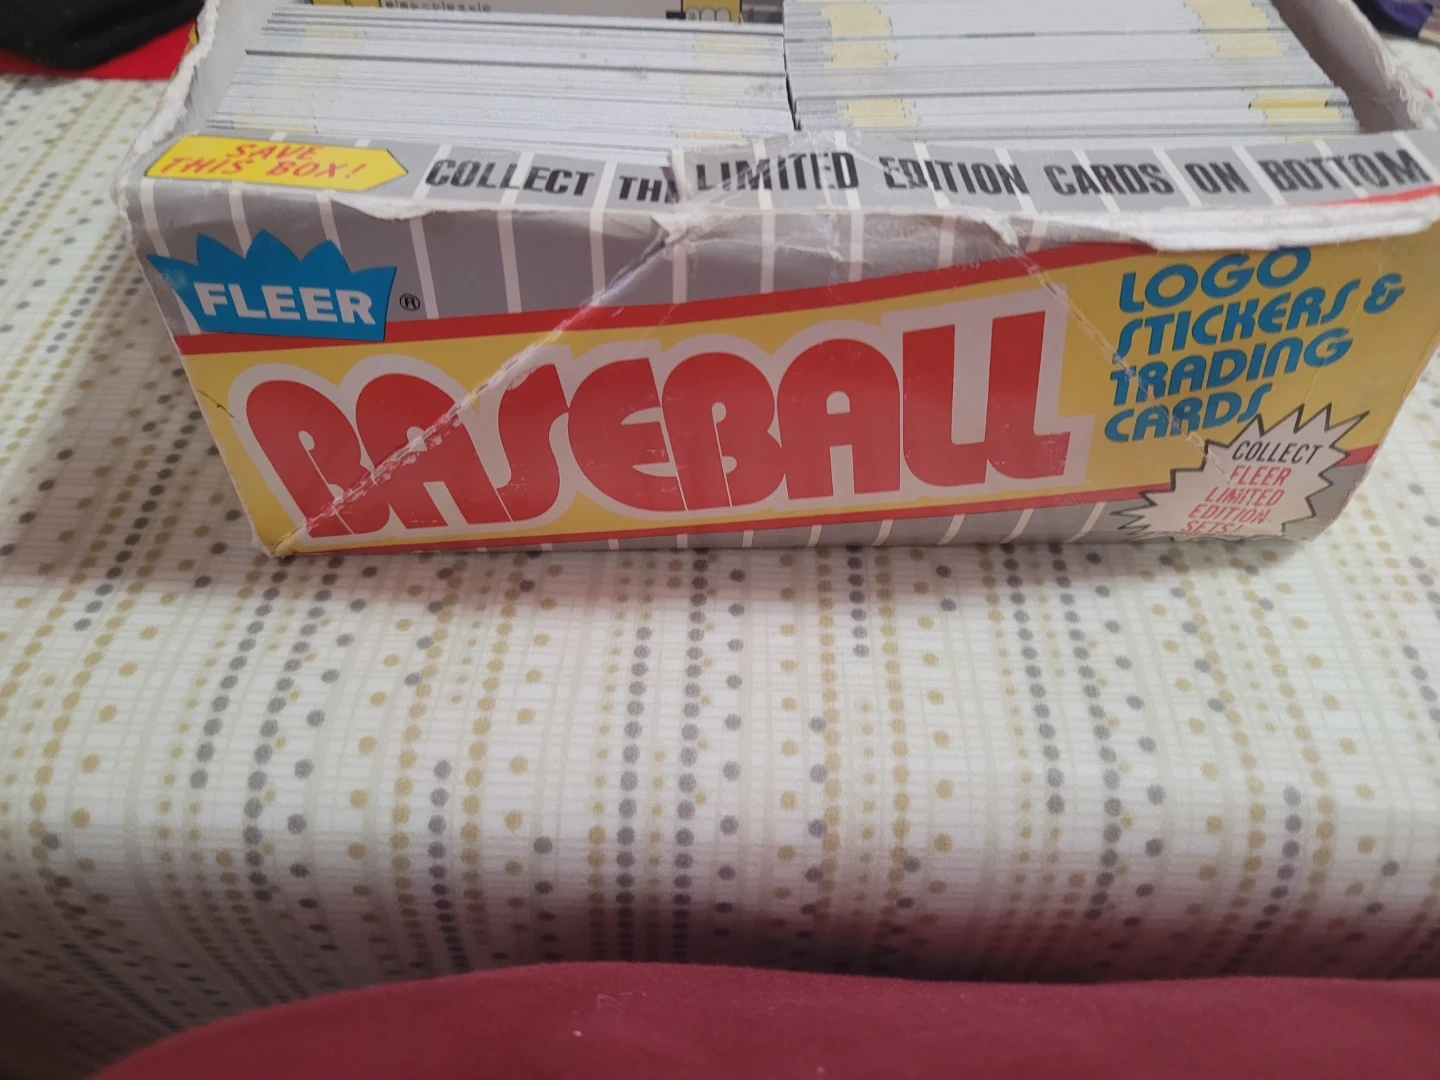 SAVE
THIS BOX!
COLLECT THE LIMITED EDITION CARDS ON BOTTOM
FLEER ®
BASEBALL
LOGO
STICKERS &
TRADING
CARDS
COLLECT
FLEER
LIMITED
EDITION
SETS!